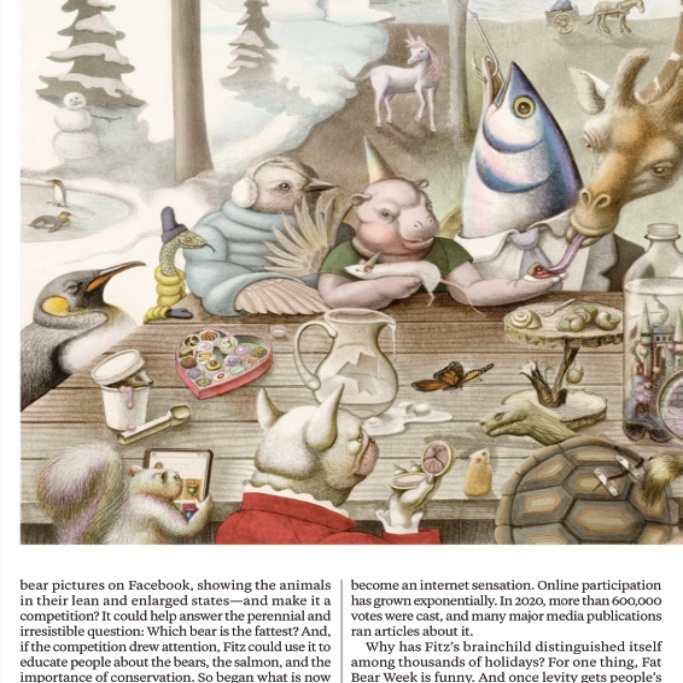 bear pictures on Facebook, showing the animals
in their lean and enlarged states—and make it a
competition? It could help answer the perennial and
irresistible question: Which bear is the fattest? And,
if the competition drew attention, Fitz could use it to
educate people about the bears, the salmon, and the
importance of conservation. So began what is now
become an internet sensation. Online participation
has grown exponentially. In 2020, more than 600,000
votes were cast, and many major media publications
ran articles about it.
Why has Fitz’s brainchild distinguished itself
among thousands of holidays? For one thing, Fat
Bear Week is funny. And once levity gets people’s